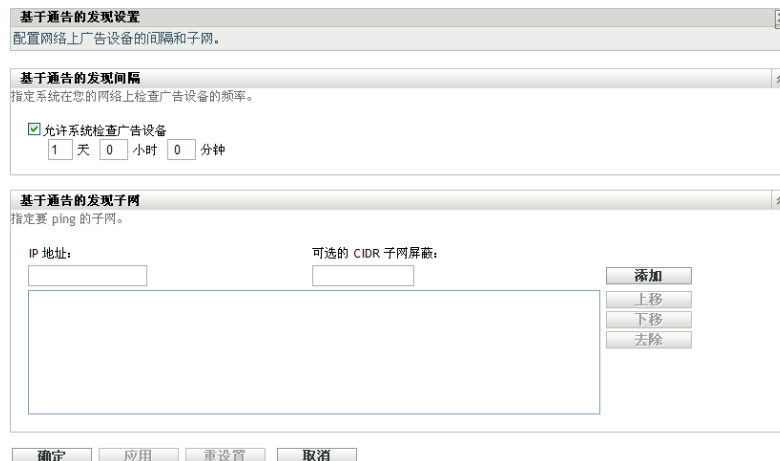 基于通告的发现设置
配置网络上广告设备的间隔和子网。
基于通告的发现间隔
指定系统在您的网络上检查广告设备的频率。
允许系统检查广告设备
1 天 0 小时 0 分钟
基于通告的发现子网
指定要 ping 的子网。
IP 地址： 可选的 CIDR 子网屏蔽：
添加
上移
下移
去除
确定 应用 重设置 取消